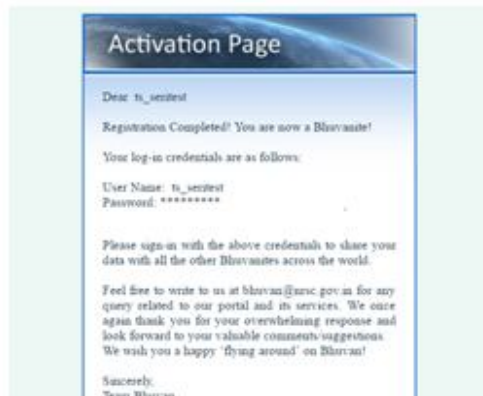 Activation Page
Dear ts_sentest
Registration Completed! You are now a Bhuvanite!
Your log-in credentials are as follows:
User Name: ts_sentest
Password: *********
Please sign-in with the above credentials to share your
data with all the other Bhuvanites across the world.
Feel free to write to us at bhuvan@nrsc.gov.in for any
query related to our portal and its services. We once
again thank you for your overwhelming response and
look forward to your valuable comments/suggestions.
We wish you a happy 'flying around' on Bhuvan!
Sincerely,
Team Bhuvan